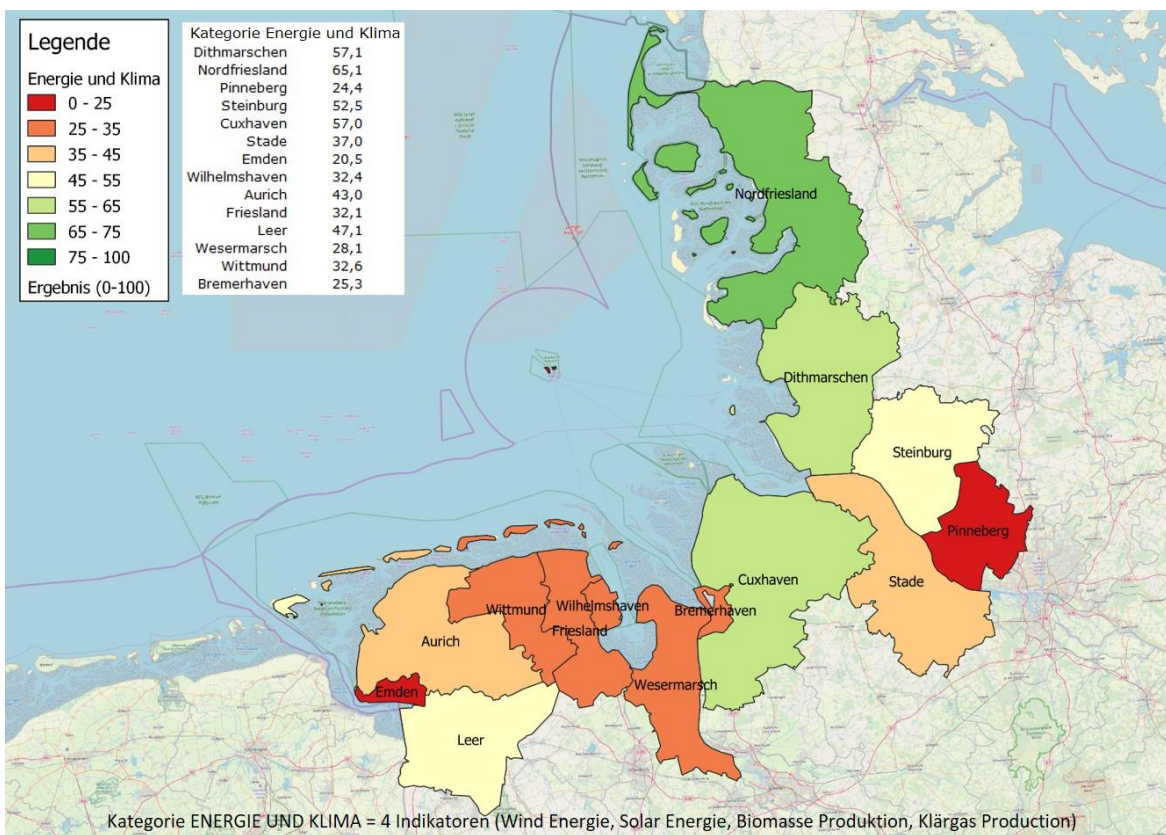 Legende
Energie und Klima
0 - 25
25 - 35
35 - 45
45 - 55
55 - 65
65 - 75
75 - 100
Ergebnis (0-100)
Kategorie Energie und Klima
Dithmarschen 57,1
Nordfriesland 65,1
Pinneberg 24,4
Steinburg 52,5
Cuxhaven 57,0
Stade 37,0
Emden 20,5
Wilhelmshaven 32,4
Aurich 43,0
Friesland 32,1
Leer 47,1
Wesermarsch 28,1
Wittmund 32,6
Bremerhaven 25,3
Nordfriesland
Dithmarschen
Steinburg
Pinneberg
Cuxhaven
Stade
Wittmund
Wilhelmshaven
Bremerhaven
Friesland
Aurich
Wesermarsch
Emden
Leer
Kategorie ENERGIE UND KLIMA = 4 Indikatoren (Wind Energie, Solar Energie, Biomasse Produktion, Klärgas Production)